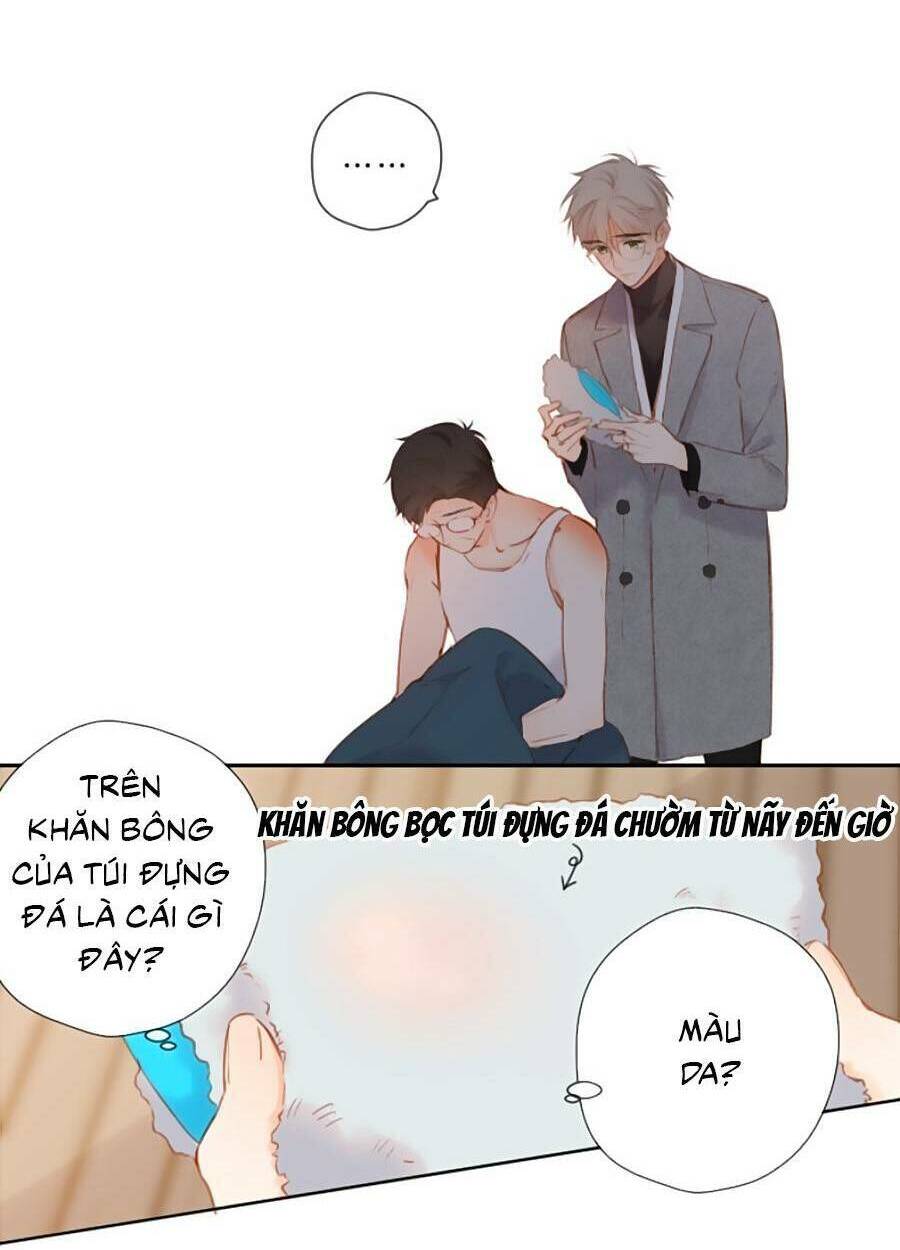 ......
TRÊN
KHĂN BÔNG
CỦA TÚI ĐỰNG
ĐÁ LÀ CÁI GÌ
ĐÂY?
KHĂN BÔNG BỌC TÚI ĐỰNG ĐÁ CHƯỜM TỪ NÃY ĐẾN GIỜ
MÀU
DA?